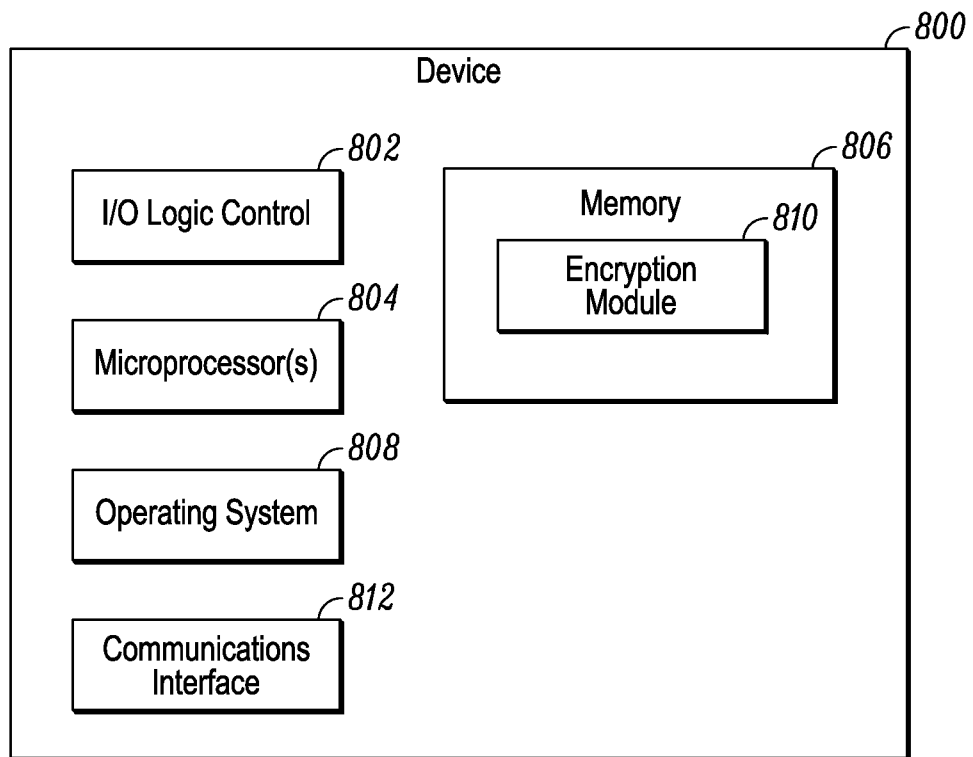 800
Device
802
I/O Logic Control
806
Memory
810
Encryption
Module
804
Microprocessor(s)
808
Operating System
812
Communications
Interface